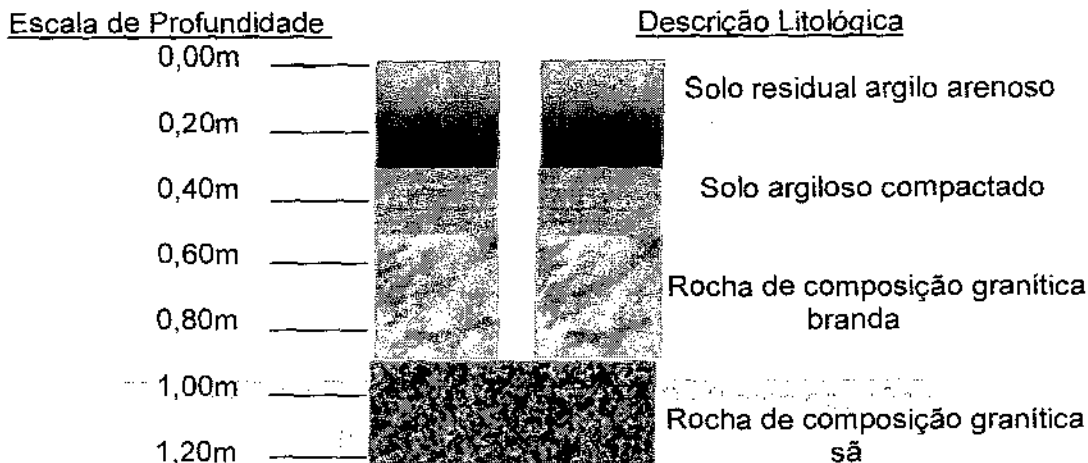 Escala de Profundidade
Descrição Litológica
0,00m
Solo residual argilo arenoso
0,20m
Solo argiloso compactado
0,40m
0,60m
Rocha de composição granítica
branda
0,80m
1,00m
Rocha de composição granítica
sã
1,20m